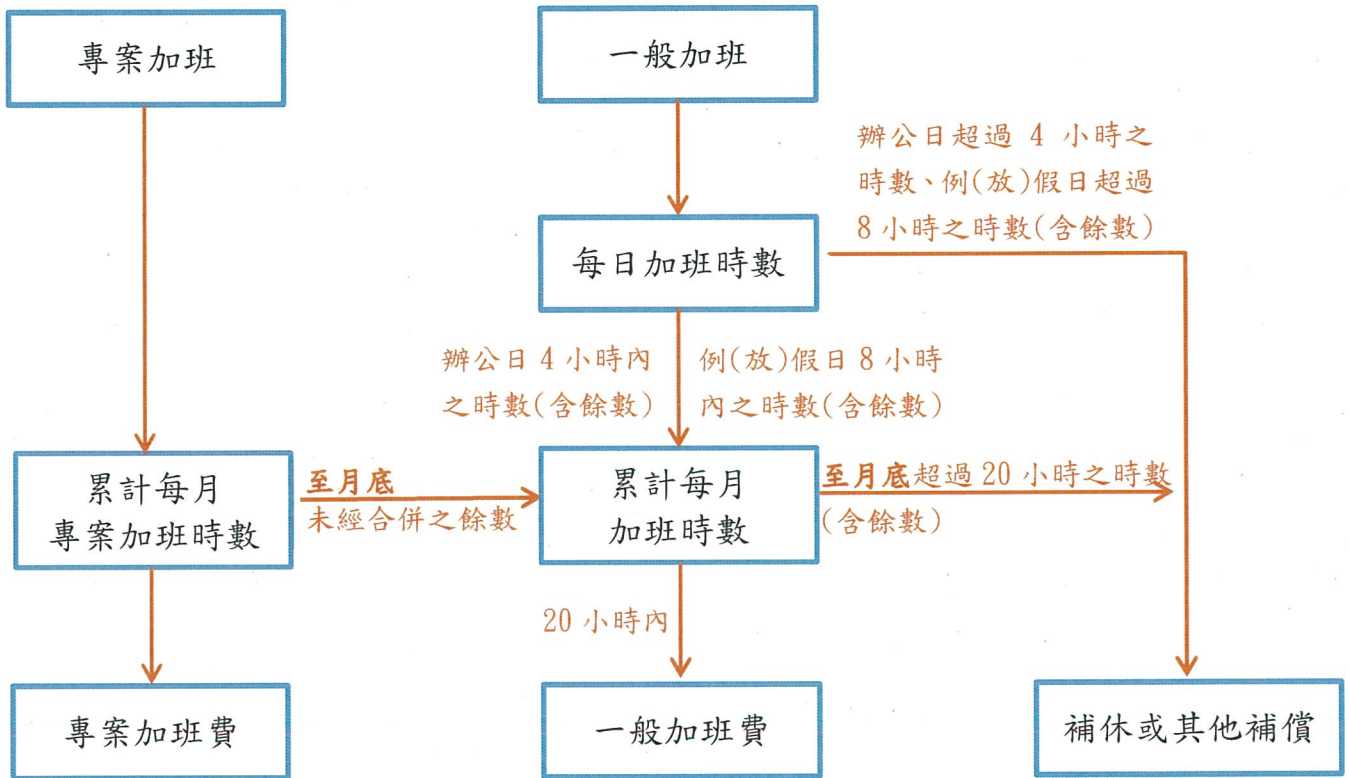 專案加班
一般加班
辦公日超過 4 小時之
時數、例(放)假日超過
8 小時之時數(含餘數)
每日加班時數
辦公日 4 小時內
之時數(含餘數)
例(放)假日 8 小時
內之時數(含餘數)
累計每月
專案加班時數
至月底
未經合併之餘數
累計每月
加班時數
至月底超過 20 小時之時數
(含餘數)
20 小時內
專案加班費
一般加班費
補休或其他補償